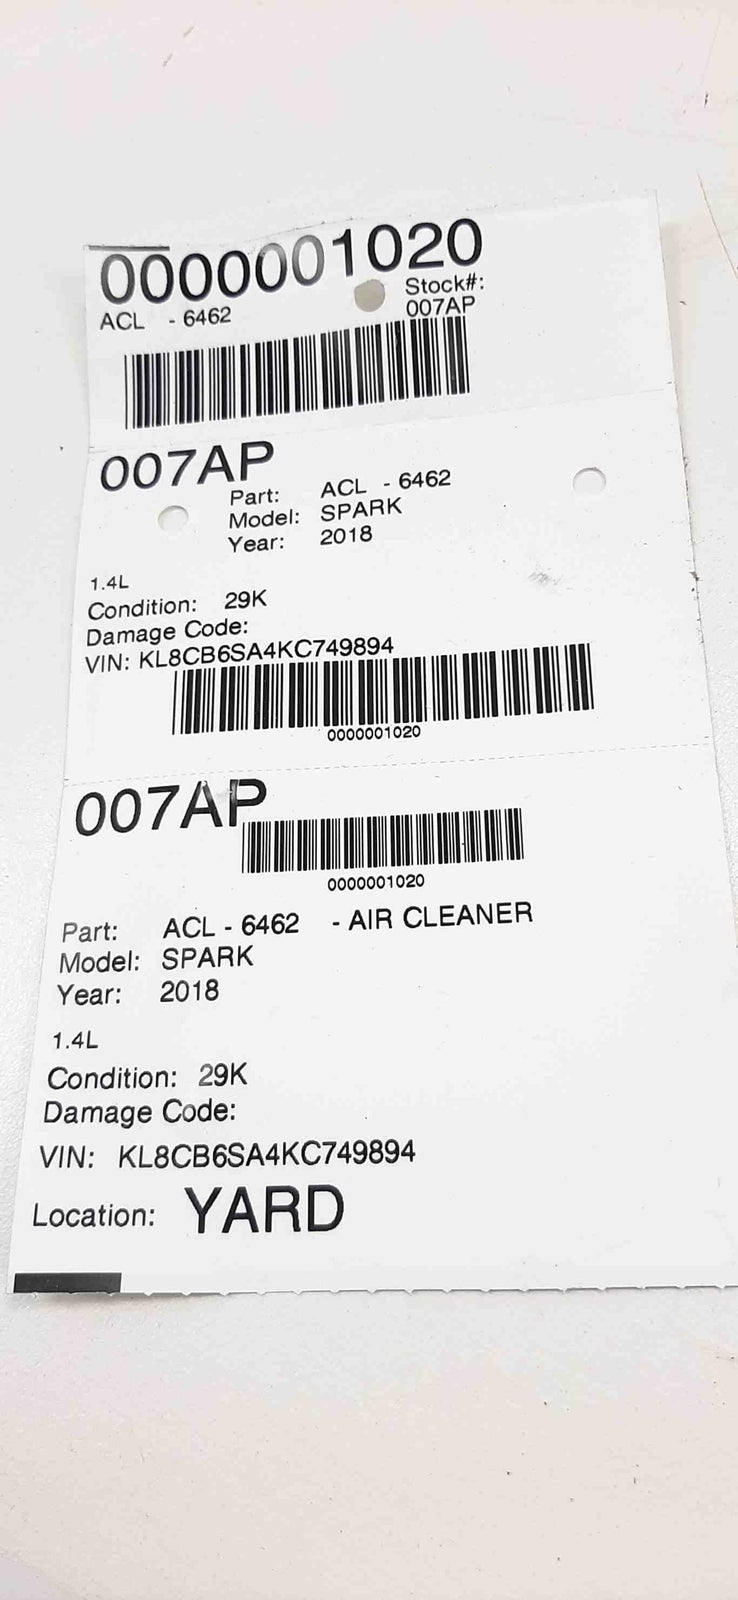 0000001020
ACL - 6462
Stock#:
007AP
007AP
Part: ACL - 6462
Model: SPARK
Year: 2018
1.4L
Condition: 29K
Damage Code:
VIN: KL8CB6SA4KC749894
0000001020
007AP
0000001020
Part: ACL - 6462 - AIR CLEANER
Model: SPARK
Year: 2018
1.4L
Condition: 29K
Damage Code:
VIN: KL8CB6SA4KC749894
Location: YARD